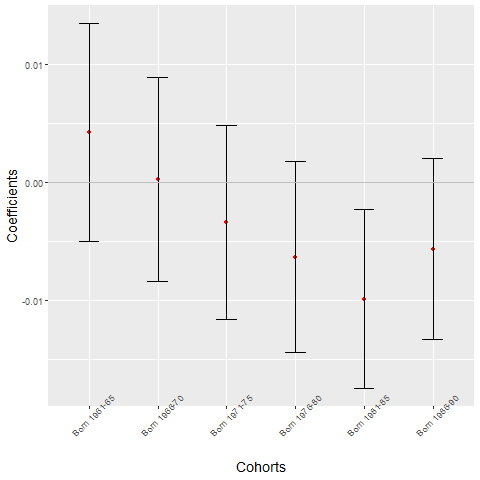 Coefficients
0.01
0.00
-0.01
Born 1961-65
Born 1966-70
Born 1971-75
Born 1976-80
Born 1981-85
Born 1986-90
Cohorts